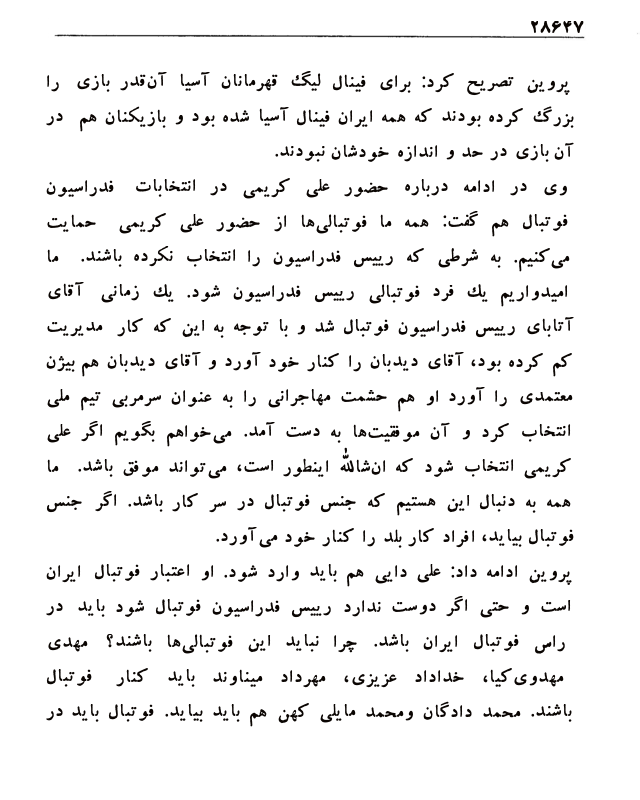 ۲۸۶۴۷
پروین تصریح کرد: برای فینال لیگ قهرمانان آسیا آن‌قدر بازی را
بزرگ کرده بودند که همه ایران فینال آسیا شده بود و بازیکنان هم در
آن بازی در حد و اندازه خودشان نبودند.
وی در ادامه درباره حضور علی کریمی در انتخابات فدراسیون
فوتبال هم گفت: همه ما فوتبالی‌ها از حضور علی کریمی حمایت
می‌کنیم. به شرطی که رییس فدراسیون را انتخاب نکرده باشند. ما
امیدواریم یك فرد فوتبالی رییس فدراسیون شود. یك زمانی آقای
آتابای رییس فدراسیون فوتبال شد و با توجه به این که کار مدیریت
کم کرده بود، آقای دیدبان را کنار خود آورد و آقای دیدبان هم بیژن
معتمدی را آورد او هم حشمت مهاجرانی را به عنوان سرمربی تیم ملی
انتخاب کرد و آن موفقیت‌ها به دست آمد. می‌خواهم بگویم اگر علی
کریمی انتخاب شود که ان‌شالله اینطور است، می‌تواند موفق باشد. ما
همه به دنبال این هستیم که جنس فوتبال در سر کار باشد. اگر جنس
فوتبال بیاید، افراد کار بلد را کنار خود می‌آورد.
پروین ادامه داد: علی دایی هم باید وارد شود. او اعتبار فوتبال ایران
است و حتی اگر دوست ندارد رییس فدراسیون فوتبال شود باید در
راس فوتبال ایران باشد. چرا نباید این فوتبالی‌ها باشند؟ مهدی
مهدوی‌کیا، خداداد عزیزی، مهرداد میناوند باید کنار فوتبال
باشند. محمد دادگان ومحمد مایلی کهن هم باید بیاید. فوتبال باید در